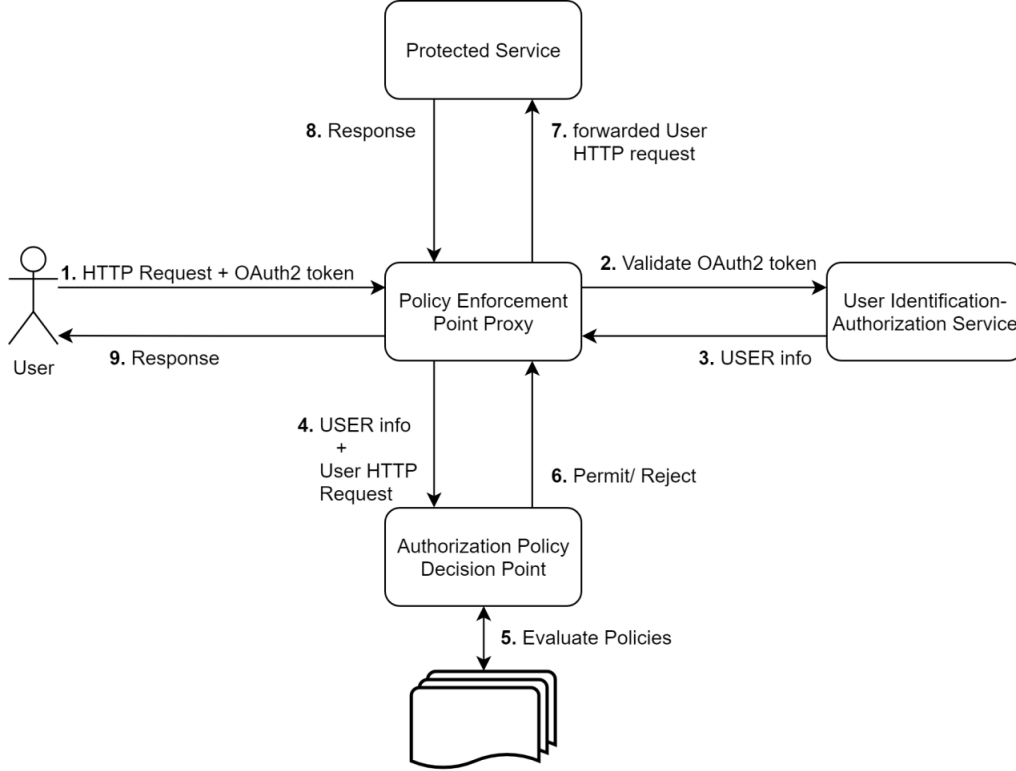 Protected Service
8. Response
7. forwarded User
HTTP request
1. HTTP Request + OAuth2 token
2. Validate OAuth2 token
Policy Enforcement
Point Proxy
User Identification-
Authorization Service
User
9. Response
3. USER info
4. USER info
+
User HTTP
Request
6. Permit/ Reject
Authorization Policy
Decision Point
5. Evaluate Policies